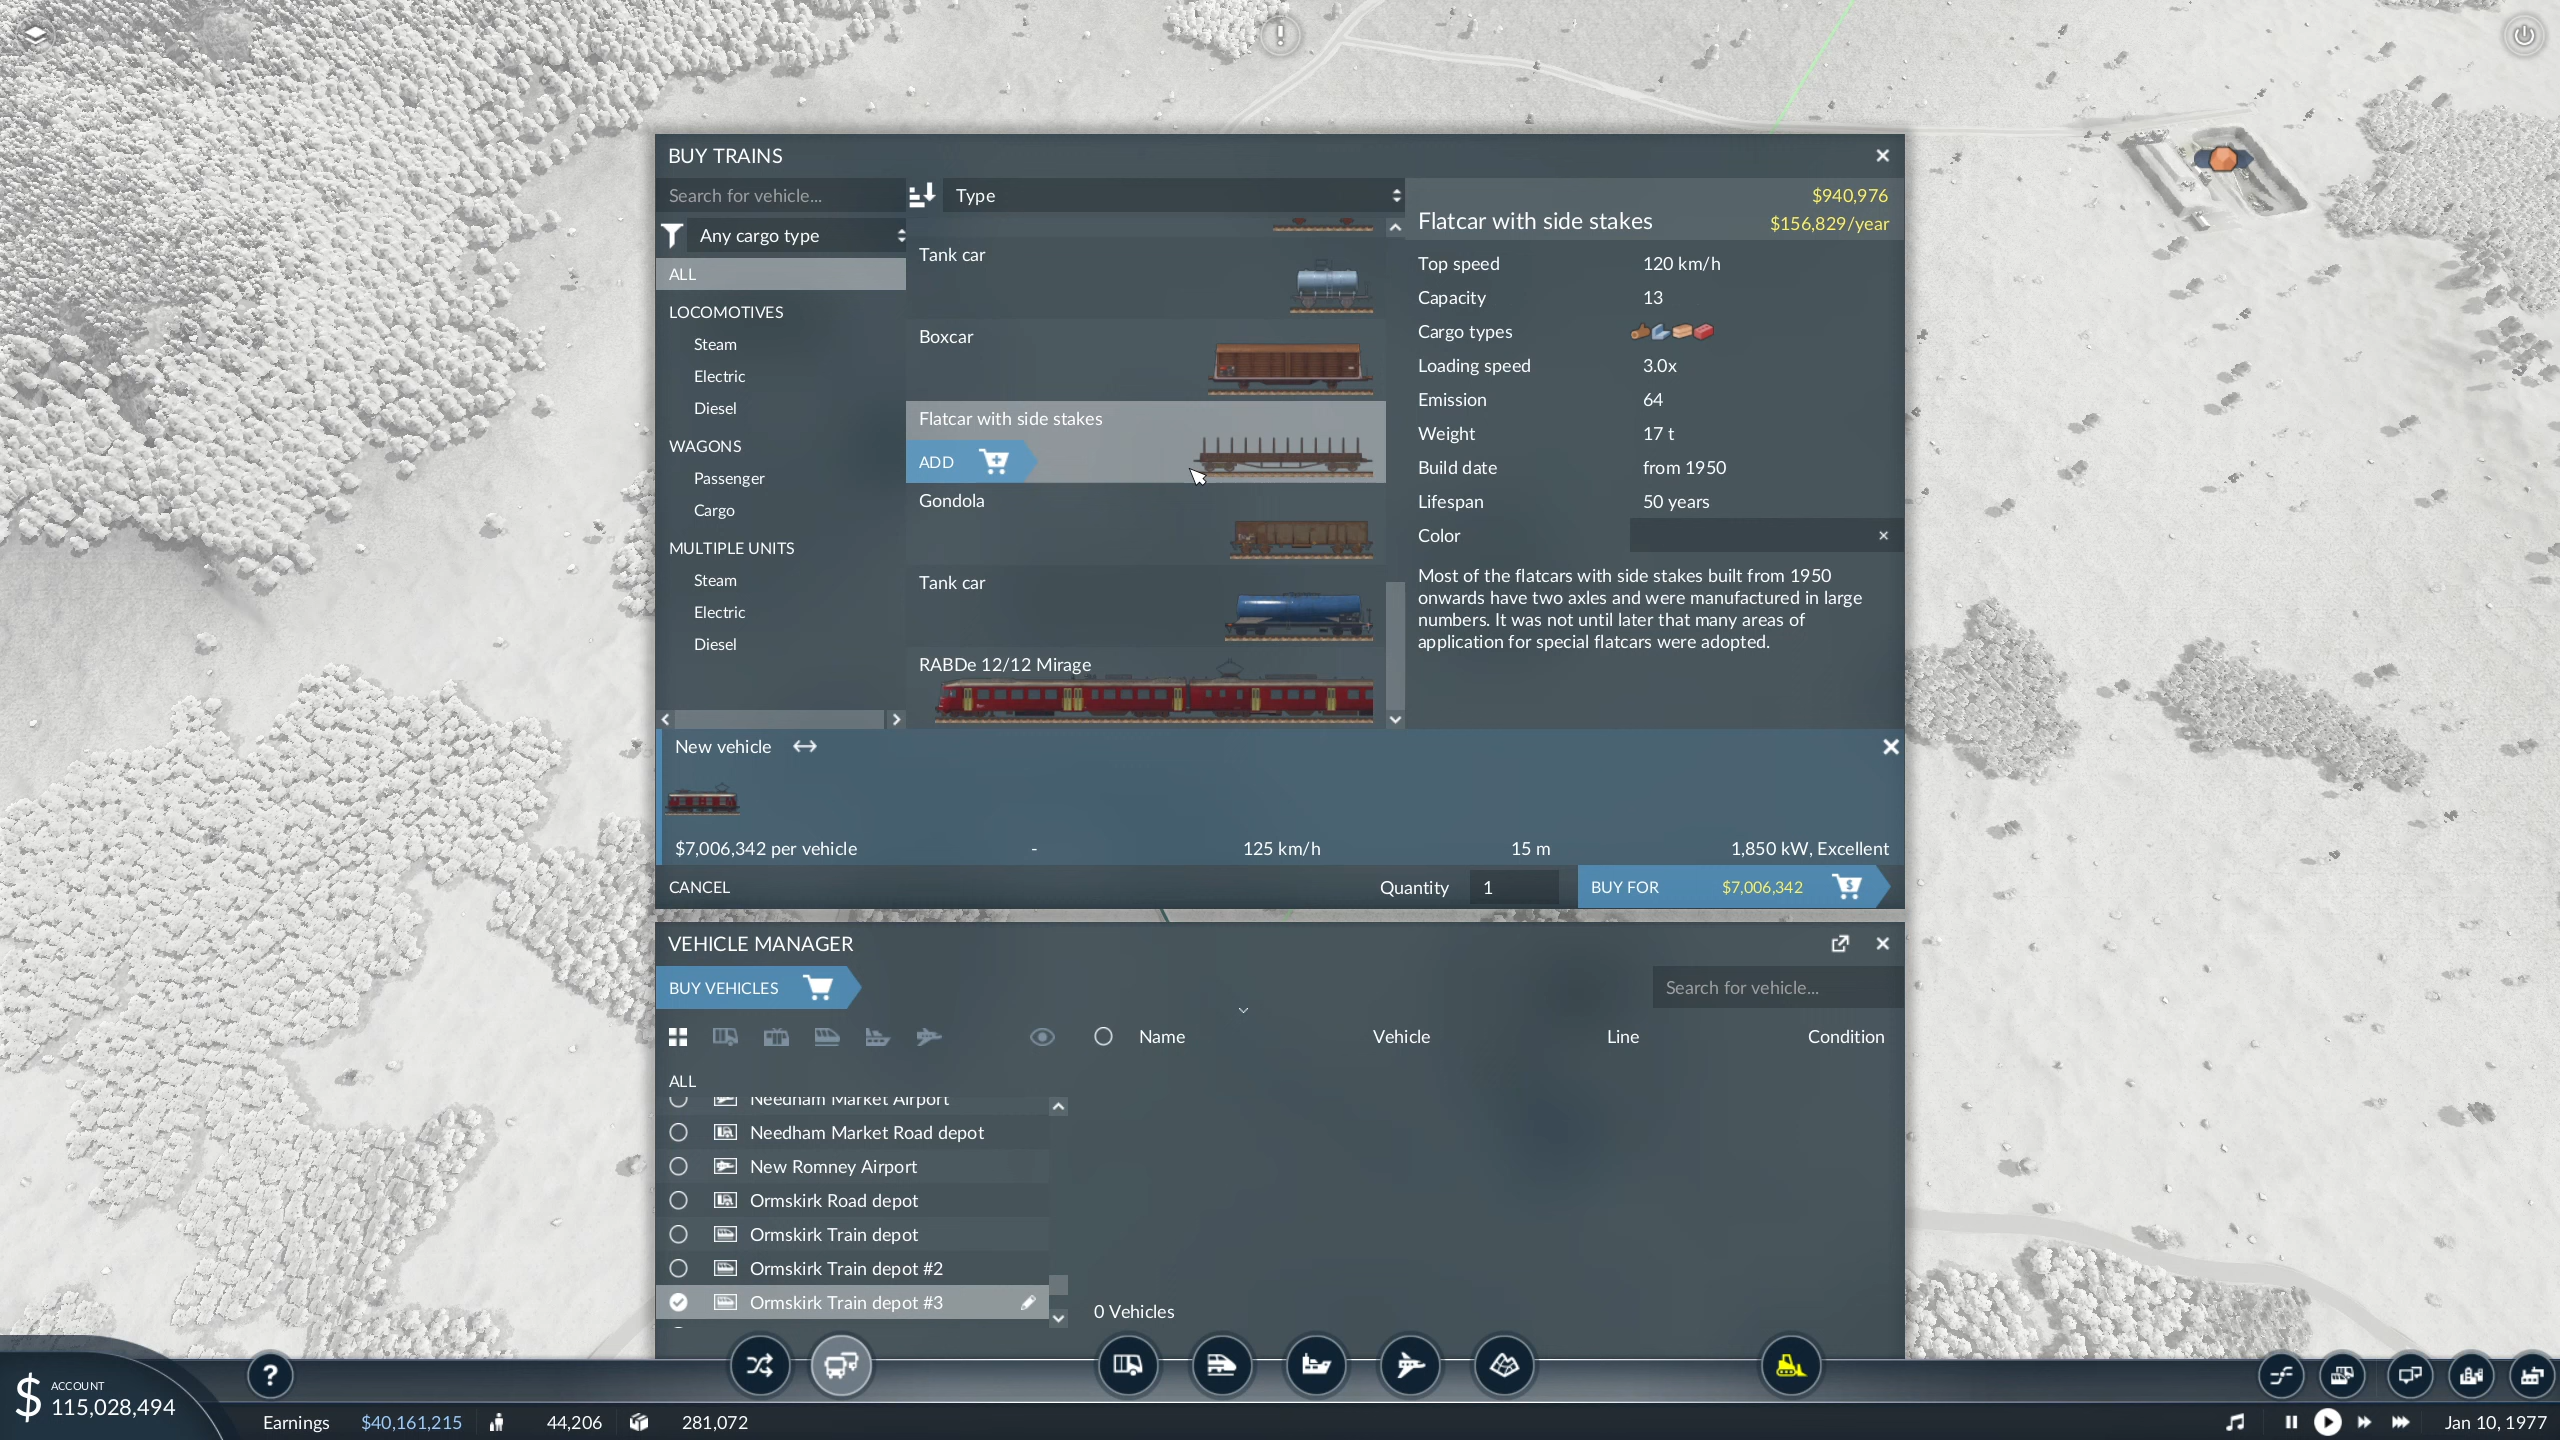 BUY TRAINS
Search for vehicle...
Type
Any cargo type
ALL
LOCOMOTIVES
Steam
Electric
Diesel
WAGONS
Passenger
Cargo
MULTIPLE UNITS
Steam
Electric
Diesel
Tank car
Boxcar
Flatcar with side stakes
ADD
Gondola
Tank car
RABDe 12/12 Mirage
$940,976
Flatcar with side stakes
$156,829/year
Top speed 120 km/h
Capacity 13
Cargo types
Loading speed 3.0x
Emission 64
Weight 17 t
Build date from 1950
Lifespan 50 years
Color
Most of the flatcars with side stakes built from 1950
onwards have two axles and were manufactured in large
numbers. It was not until later that many areas of
application for special flatcars were adopted.
New vehicle
$7,006,342 per vehicle - 125 km/h 15 m 1,850 kW, Excellent
CANCEL Quantity 1 BUY FOR $7,006,342
VEHICLE MANAGER
BUY VEHICLES
Search for vehicle...
Name Vehicle Line Condition
ALL
Needham Market Airport
Needham Market Road depot
New Romney Airport
Ormskirk Road depot
Ormskirk Train depot
Ormskirk Train depot #2
Ormskirk Train depot #3
0 Vehicles
?
$ ACCOUNT
115,028,494
Earnings $40,161,215 44,206 281,072
Jan 10, 1977